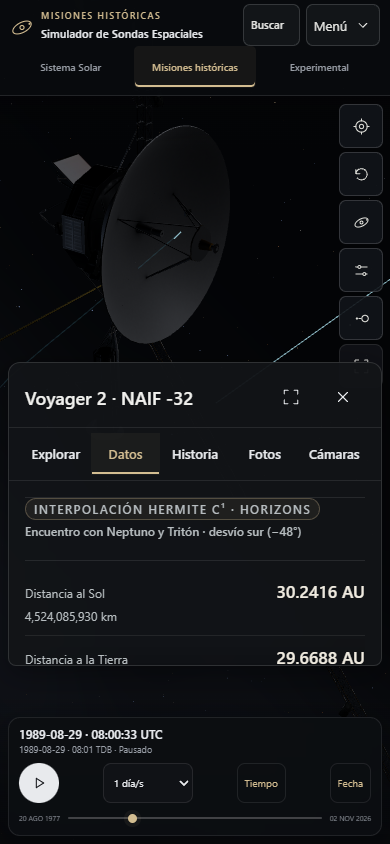 MISIONES HISTÓRICAS
Simulador de Sondas Espaciales
Buscar
Menú
Sistema Solar
Misiones históricas
Experimental
Voyager 2 · NAIF -32
Explorar
Datos
Historia
Fotos
Cámaras
INTERPOLACIÓN HERMITE C¹ · HORIZONS
Encuentro con Neptuno y Tritón · desvío sur (−48°)
Distancia al Sol
30.2416 AU
4,524,085,930 km
Distancia a la Tierra
29.6688 AU
1989-08-29 · 08:00:33 UTC
1989-08-29 · 08:01 TDB · Pausado
1 día/s
Tiempo
Fecha
20 AGO 1977
02 NOV 2026